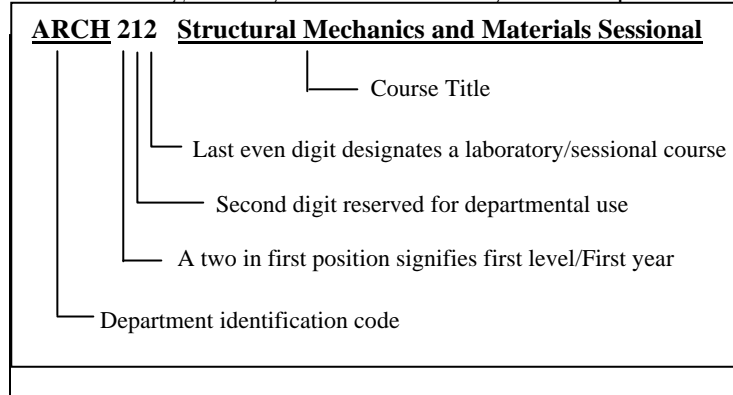 ARCH 212 Structural Mechanics and Materials Sessional
Course Title
Last even digit designates a laboratory/sessional course
Second digit reserved for departmental use
A two in first position signifies first level/First year
Department identification code